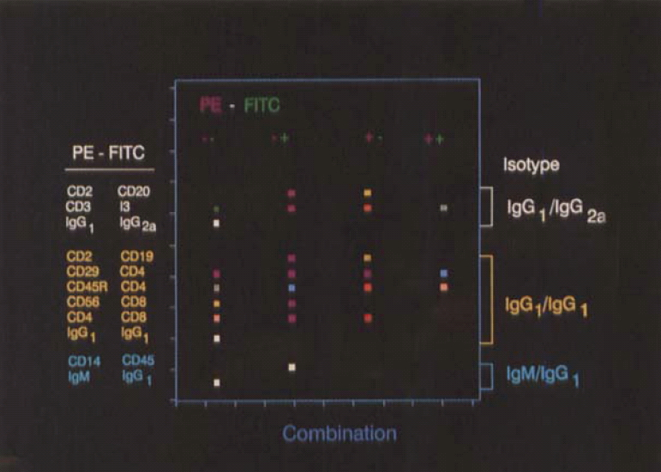 PE - FITC
- -
- +
+ -
+ +
PE - FITC
CD2 CD20
CD3 I3
IgG1 IgG2a
CD2 CD19
CD29 CD4
CD45R CD4
CD56 CD8
CD4 CD8
IgG1 IgG1
CD14 CD45
IgM IgG1
Isotype
IgG1/IgG2a
IgG1/IgG1
IgM/IgG1
Combination